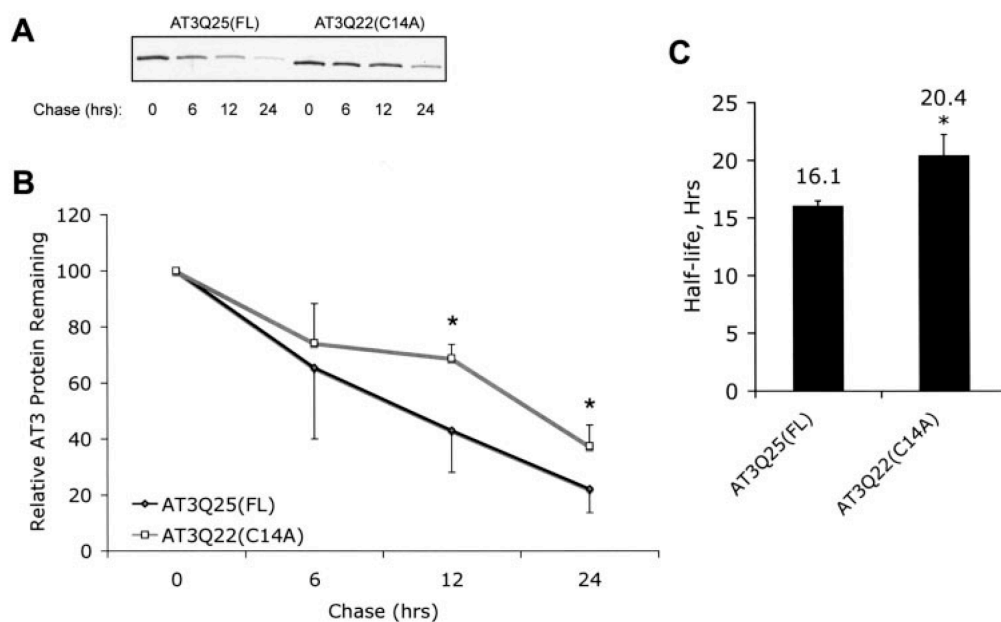 A
AT3Q25(FL) AT3Q22(C14A)
Chase (hrs): 0 6 12 24 0 6 12 24
B
Relative AT3 Protein Remaining
120
100
80
60
40
20
0
* *
AT3Q25(FL)
AT3Q22(C14A)
0 6 12 24
Chase (hrs)
C
Half-life, Hrs
25
20
15
10
5
0
16.1
20.4
*
AT3Q25(FL)
AT3Q22(C14A)